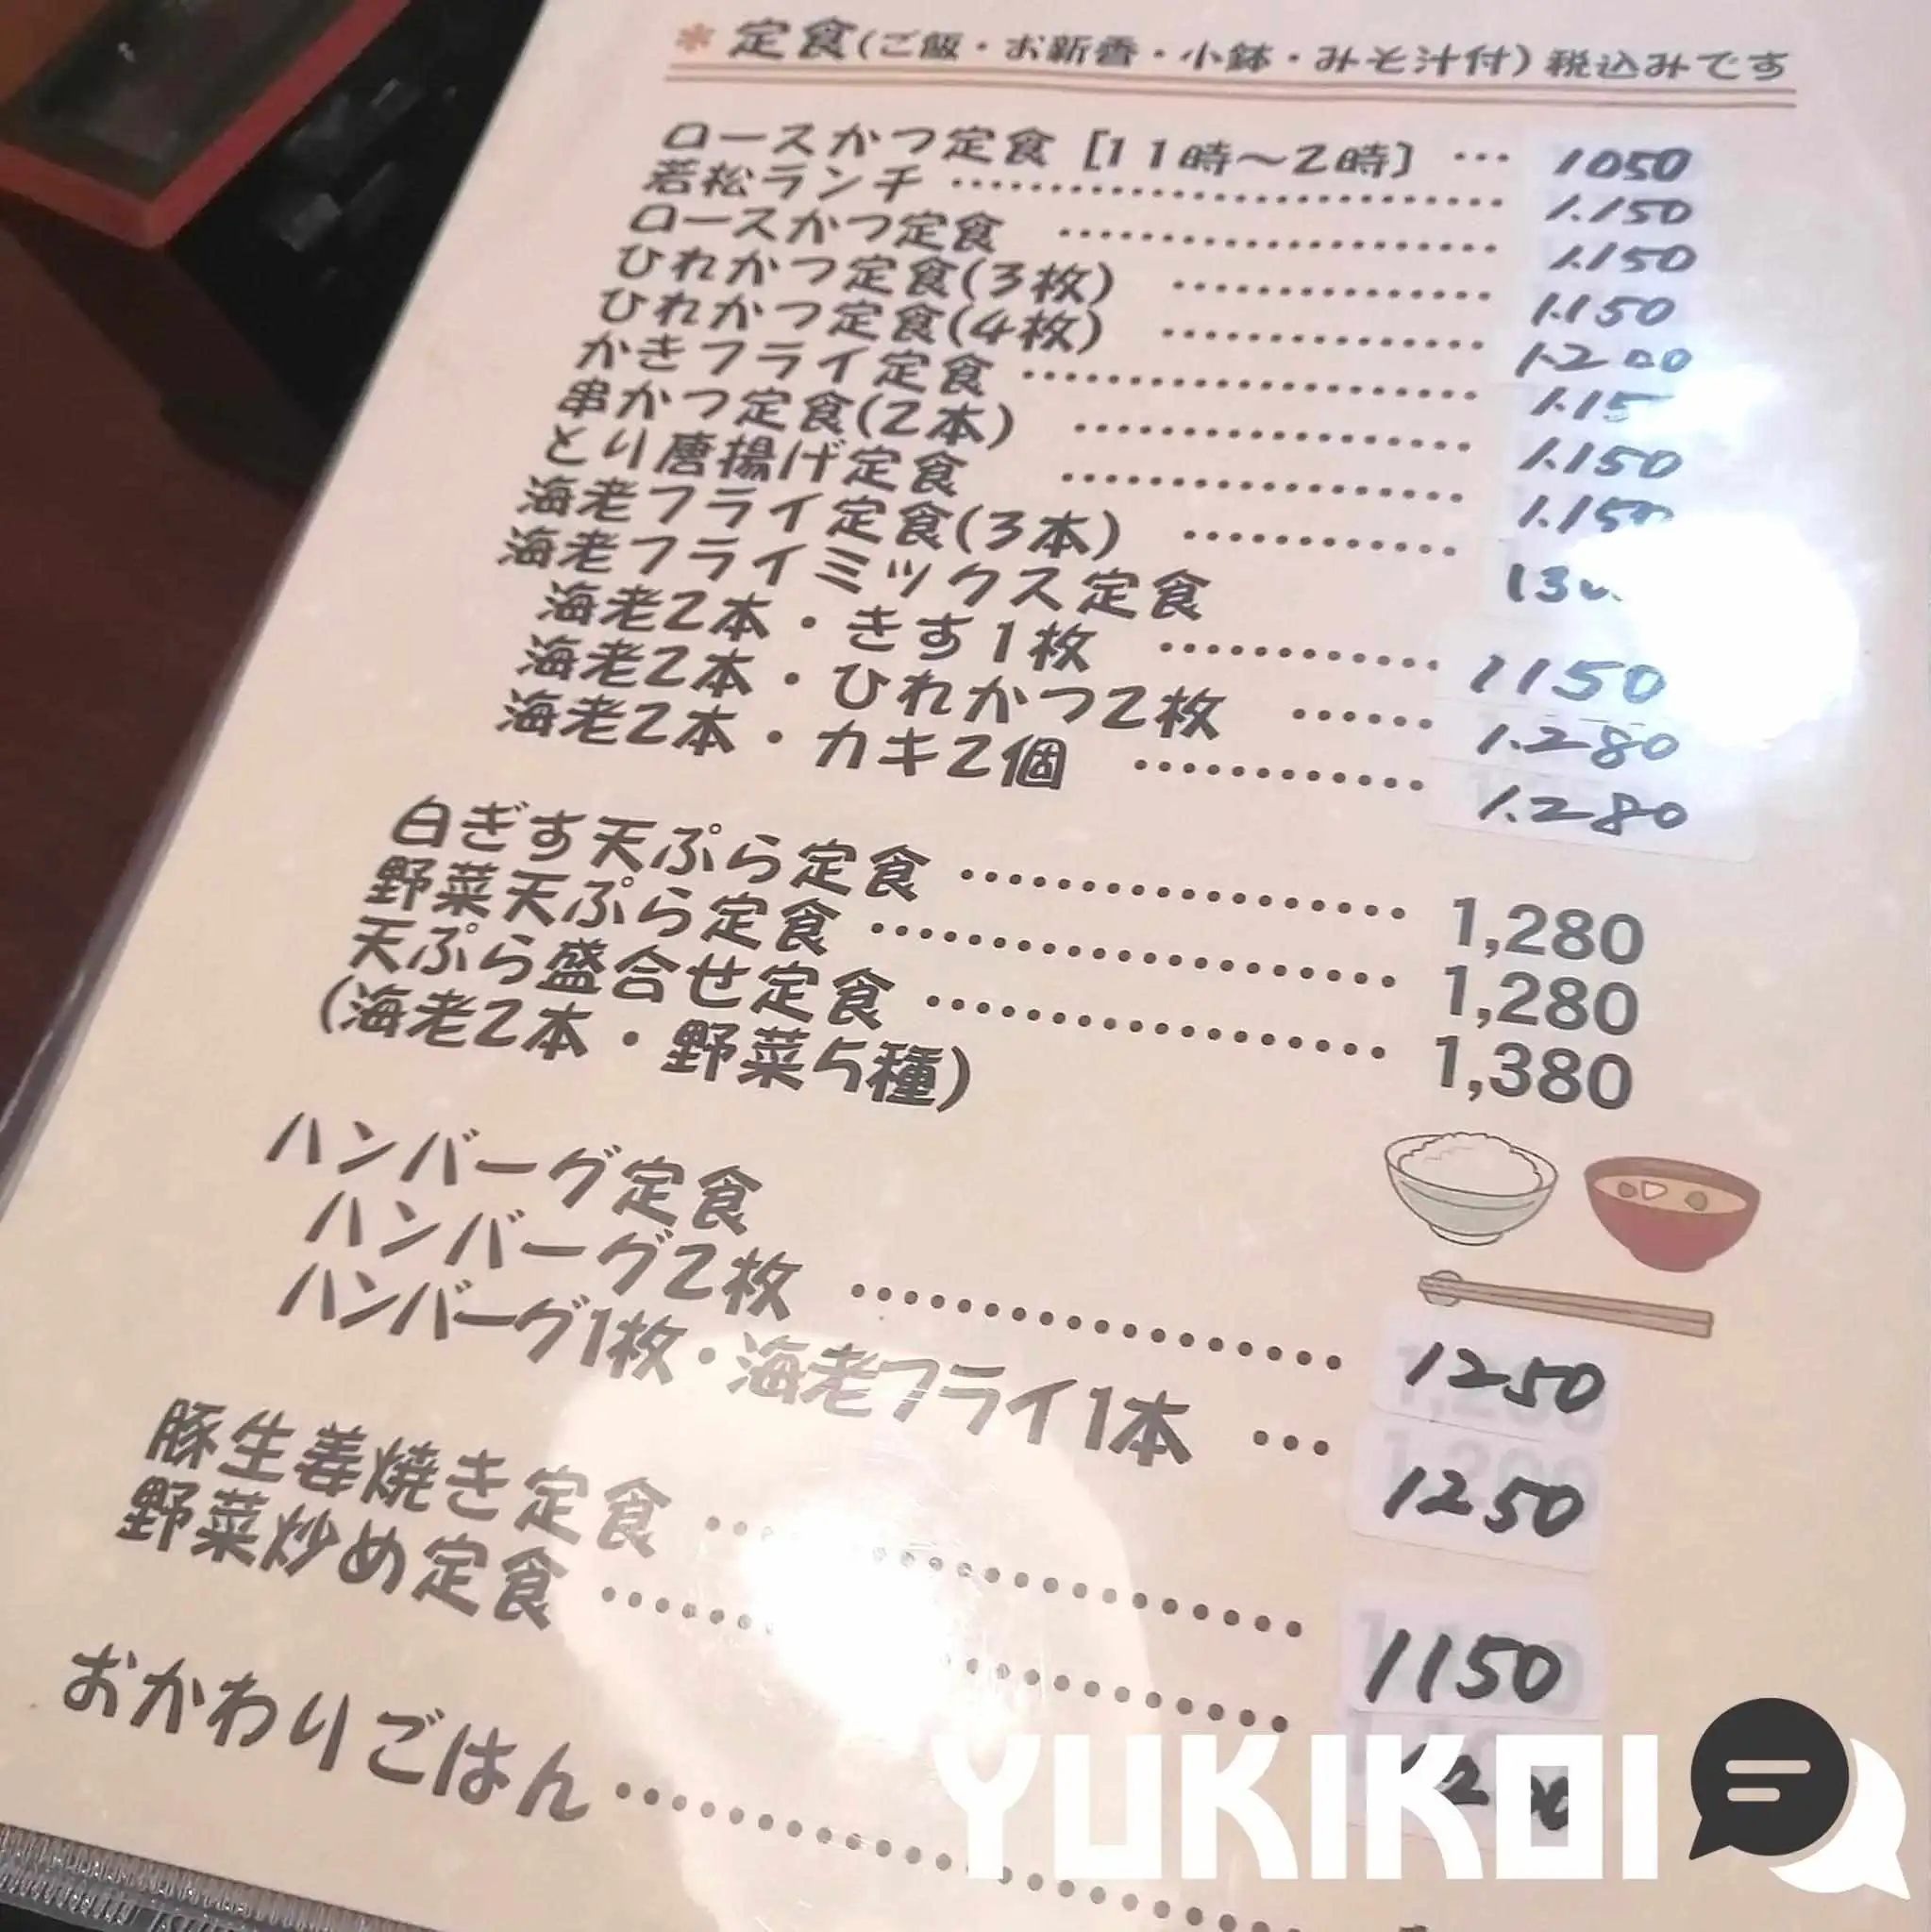 * 定食(ご飯・お新香・小鉢・みそ汁付)税込みです
ロースかつ定食[11時～2時] … 1050
若松ランチ …………………… 1.150
ロースかつ定食 …………………… 1.150
ひれかつ定食(3枚) …………………… 1.150
ひれかつ定食(4枚) …………………… 1.200
かきフライ定食 …………………… 1.15
串かつ定食(2本) …………………… 1.150
とり唐揚げ定食 …………………… 1.150
海老フライ定食(3本) ……………
海老フライミックス定食
海老2本・きす1枚 …………… 1150
海老2本・ひれかつ2枚 …… 1.280
海老2本・カキ2個 …………… 1.280
白ぎす天ぷら定食 …………………… 1,280
野菜天ぷら定食 …………………… 1,280
天ぷら盛合せ定食 …………………… 1,380
(海老2本・野菜5種)
ハンバーグ定食
ハンバーグ2枚 …………………… 1250
ハンバーグ1枚・海老フライ1本 … 1250
豚生姜焼き定食 …………………… 1150
野菜炒め定食 ……………………
おかわりごはん ……………………
YUKIKOI